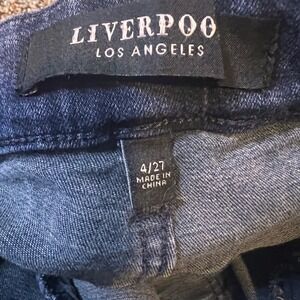 LIVERPOO
LOS ANGELES
4/27
MADE IN
CHINA